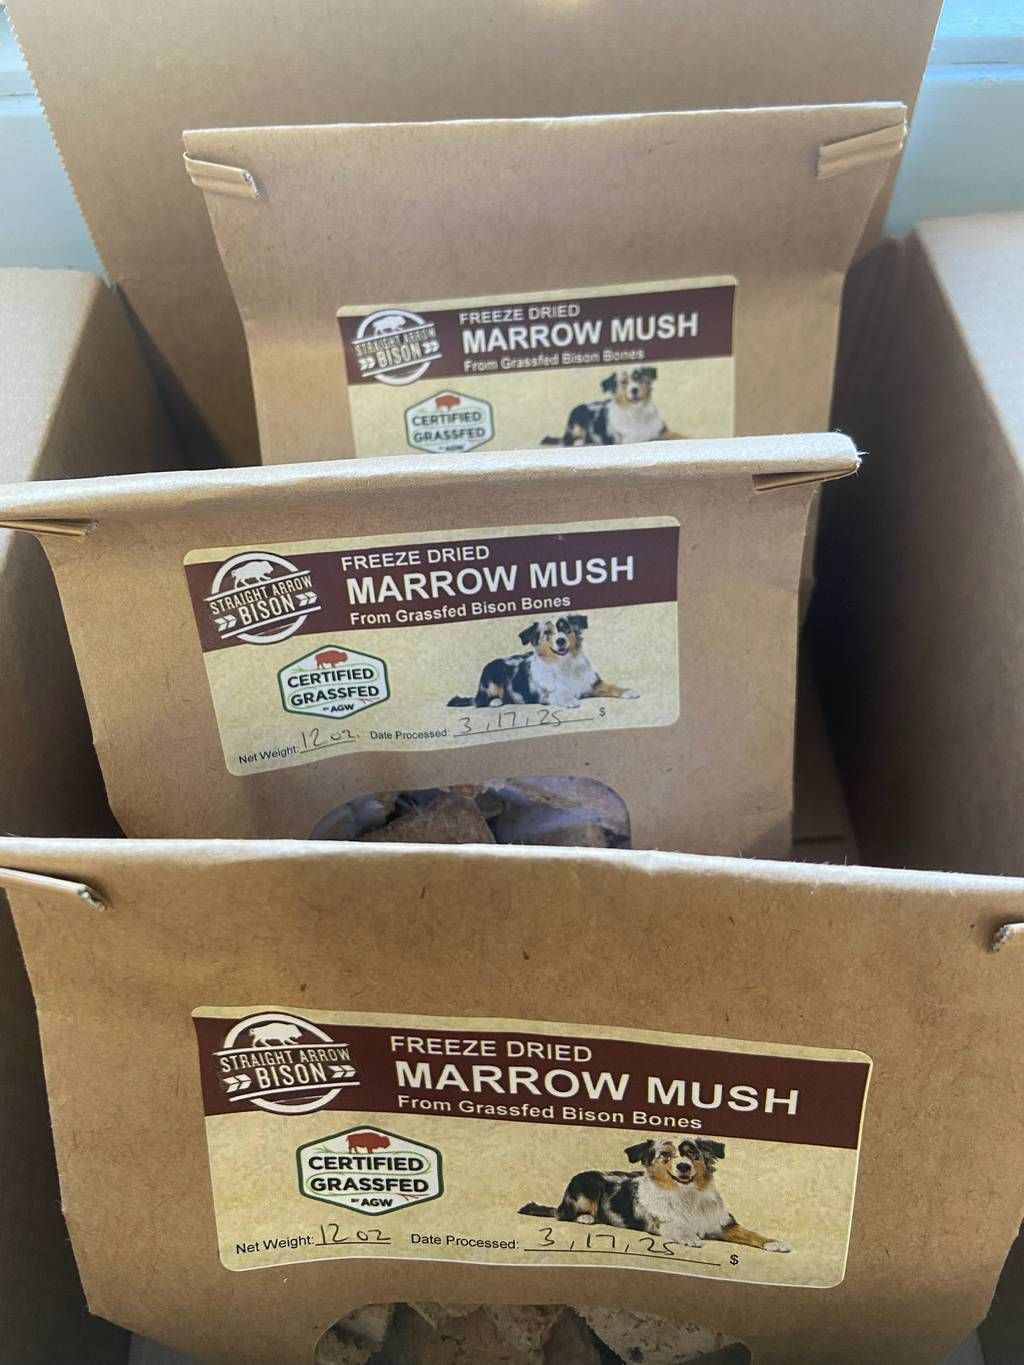 STRAIGHT ARROW
BISON
FREEZE DRIED
MARROW MUSH
From Grassfed Bison Bones
CERTIFIED
GRASSFED
BY AGW
STRAIGHT ARROW
BISON
FREEZE DRIED
MARROW MUSH
From Grassfed Bison Bones
CERTIFIED
GRASSFED
BY AGW
Net Weight: 12 oz. Date Processed: 3, 17, 25 $
STRAIGHT ARROW
BISON
FREEZE DRIED
MARROW MUSH
From Grassfed Bison Bones
CERTIFIED
GRASSFED
BY AGW
Net Weight: 12 oz Date Processed: 3, 17, 25 $